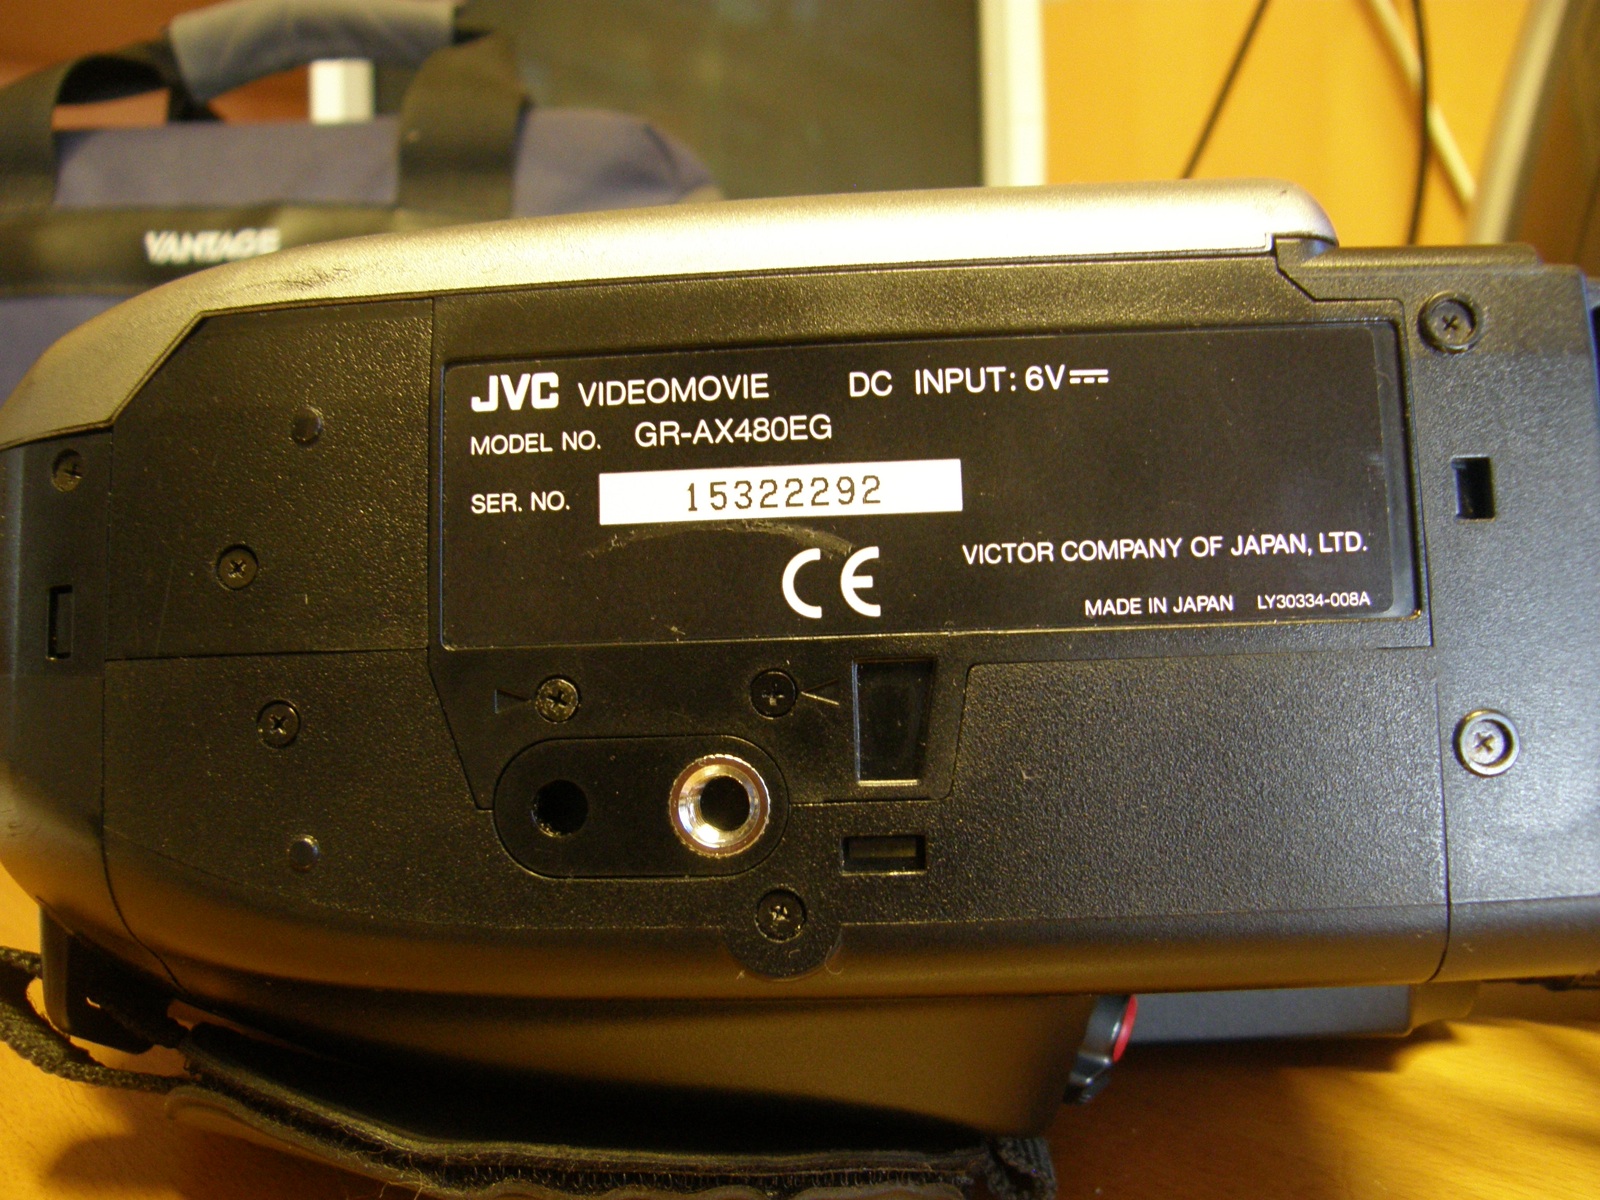 VANTAGE
JVC VIDEOMOVIE DC INPUT: 6V⎓
MODEL NO. GR-AX480EG
SER. NO. 15322292
CE
VICTOR COMPANY OF JAPAN, LTD.
MADE IN JAPAN LY30334-008A